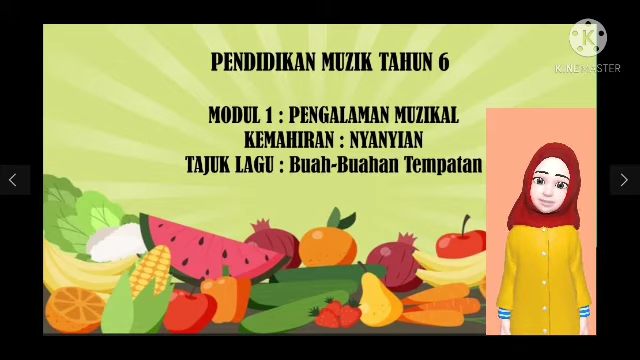 PENDIDIKAN MUZIK TAHUN 6
MODUL 1 : PENGALAMAN MUZIKAL
KEMAHIRAN : NYANYIAN
TAJUK LAGU : Buah-Buahan Tempatan
K
KINEMASTER